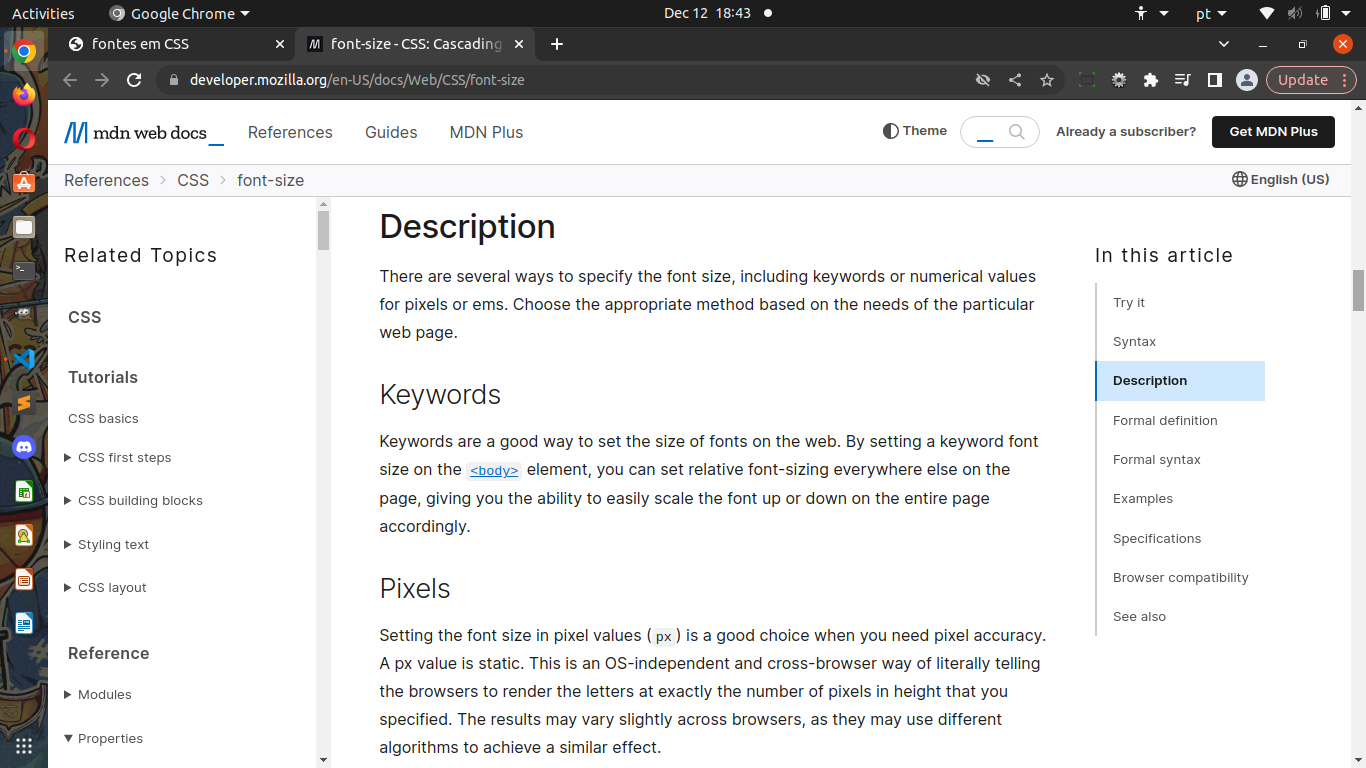 Activities
Google Chrome
Dec 12 18:43
pt
fontes em CSS
font-size - CSS: Cascading
developer.mozilla.org/en-US/docs/Web/CSS/font-size
Update
mdn web docs
References
Guides
MDN Plus
Theme
Already a subscriber?
Get MDN Plus
References
CSS
font-size
English (US)
Related Topics
CSS
Tutorials
CSS basics
CSS first steps
CSS building blocks
Styling text
CSS layout
Reference
Modules
Properties
Description
There are several ways to specify the font size, including keywords or numerical values
for pixels or ems. Choose the appropriate method based on the needs of the particular
web page.
Keywords
Keywords are a good way to set the size of fonts on the web. By setting a keyword font
size on the <body> element, you can set relative font-sizing everywhere else on the
page, giving you the ability to easily scale the font up or down on the entire page
accordingly.
Pixels
Setting the font size in pixel values (px) is a good choice when you need pixel accuracy.
A px value is static. This is an OS-independent and cross-browser way of literally telling
the browsers to render the letters at exactly the number of pixels in height that you
specified. The results may vary slightly across browsers, as they may use different
algorithms to achieve a similar effect.
In this article
Try it
Syntax
Description
Formal definition
Formal syntax
Examples
Specifications
Browser compatibility
See also